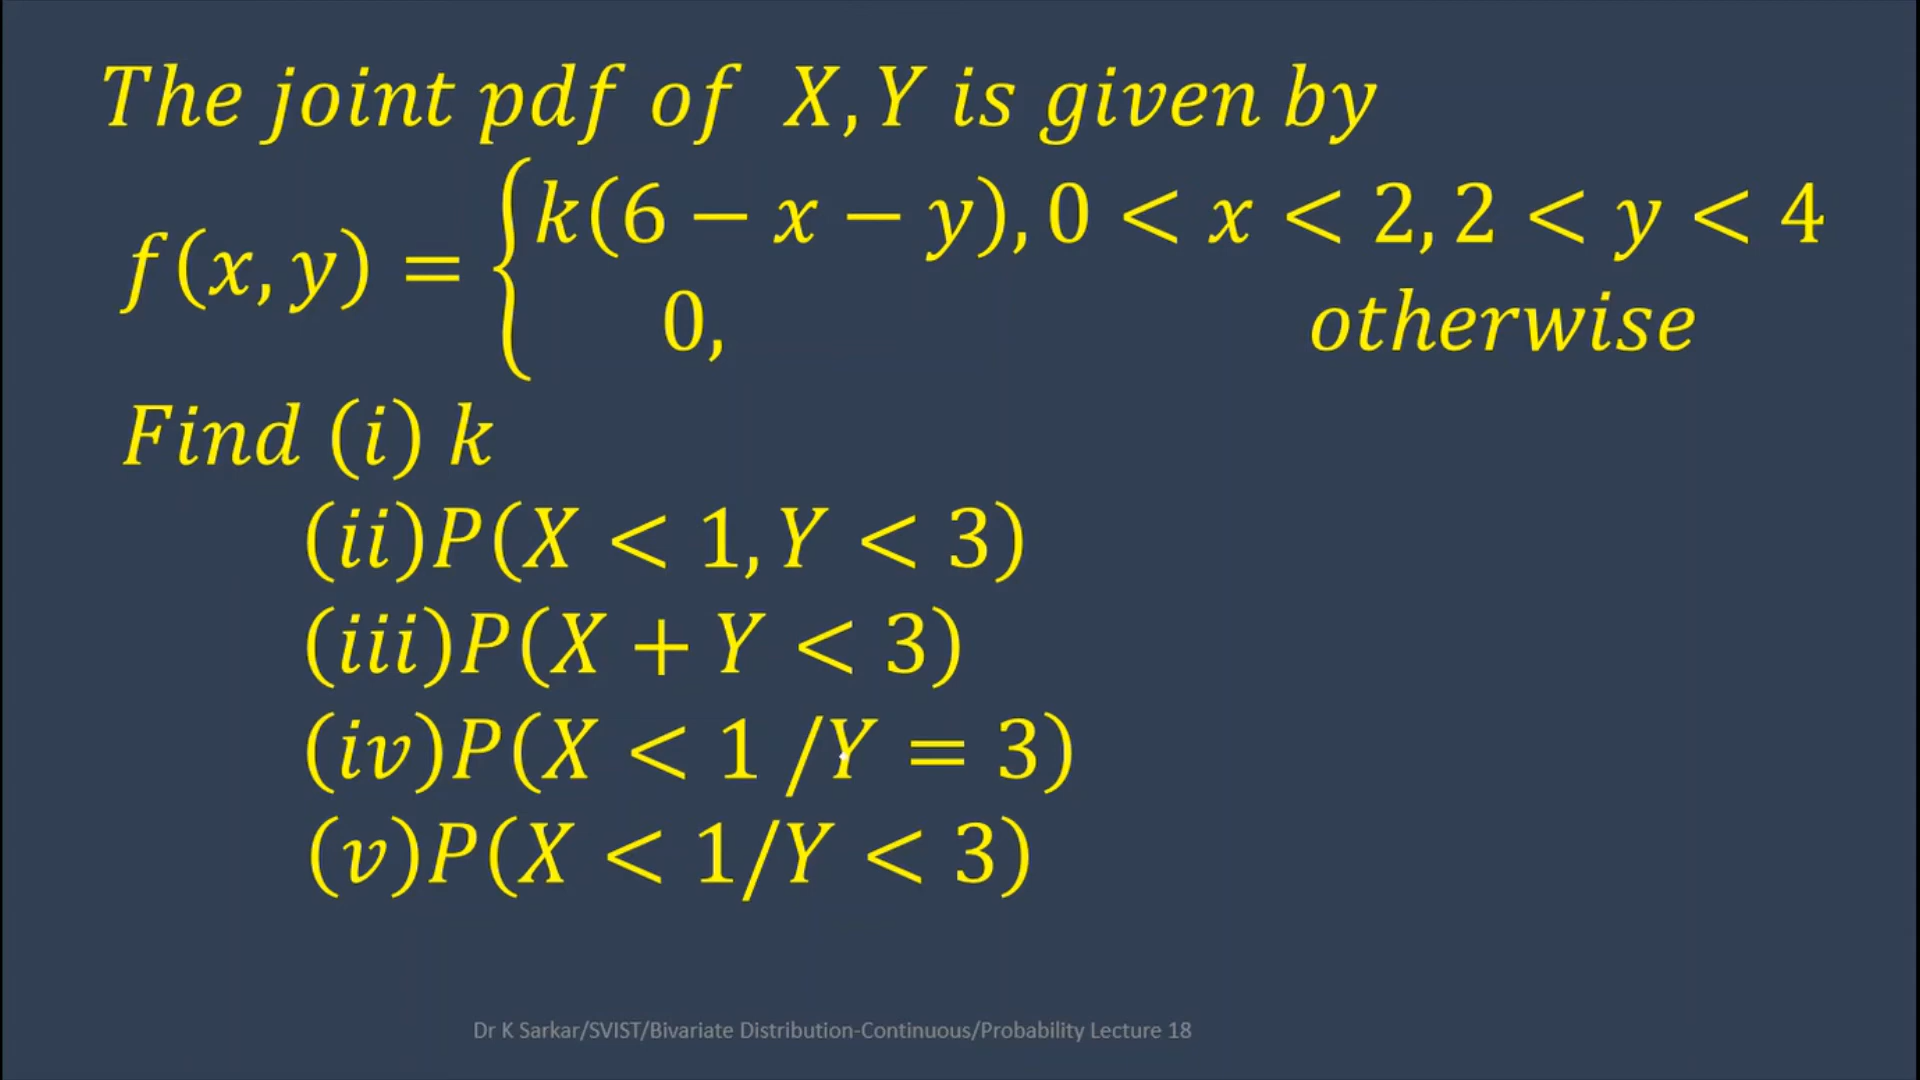 The joint pdf of X, Y is given by
f(x, y) = { k(6 − x − y), 0 < x < 2, 2 < y < 4
0, otherwise
Find (i) k
(ii)P(X < 1, Y < 3)
(iii)P(X + Y < 3)
(iv)P(X < 1 /Y = 3)
(v)P(X < 1/Y < 3)
Dr K Sarkar/SVIST/Bivariate Distribution-Continuous/Probability Lecture 18